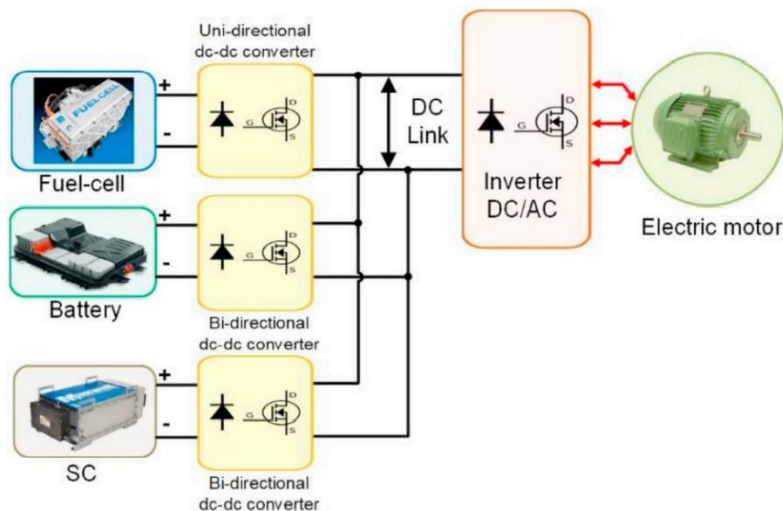 Uni-directional
dc-dc converter
+
-
FUELCELL
D
G
S
Fuel-cell
DC
Link
D
G
S
Inverter
DC/AC
Electric motor
+
-
D
G
S
Battery
Bi-directional
dc-dc converter
+
-
D
G
S
SC
Bi-directional
dc-dc converter